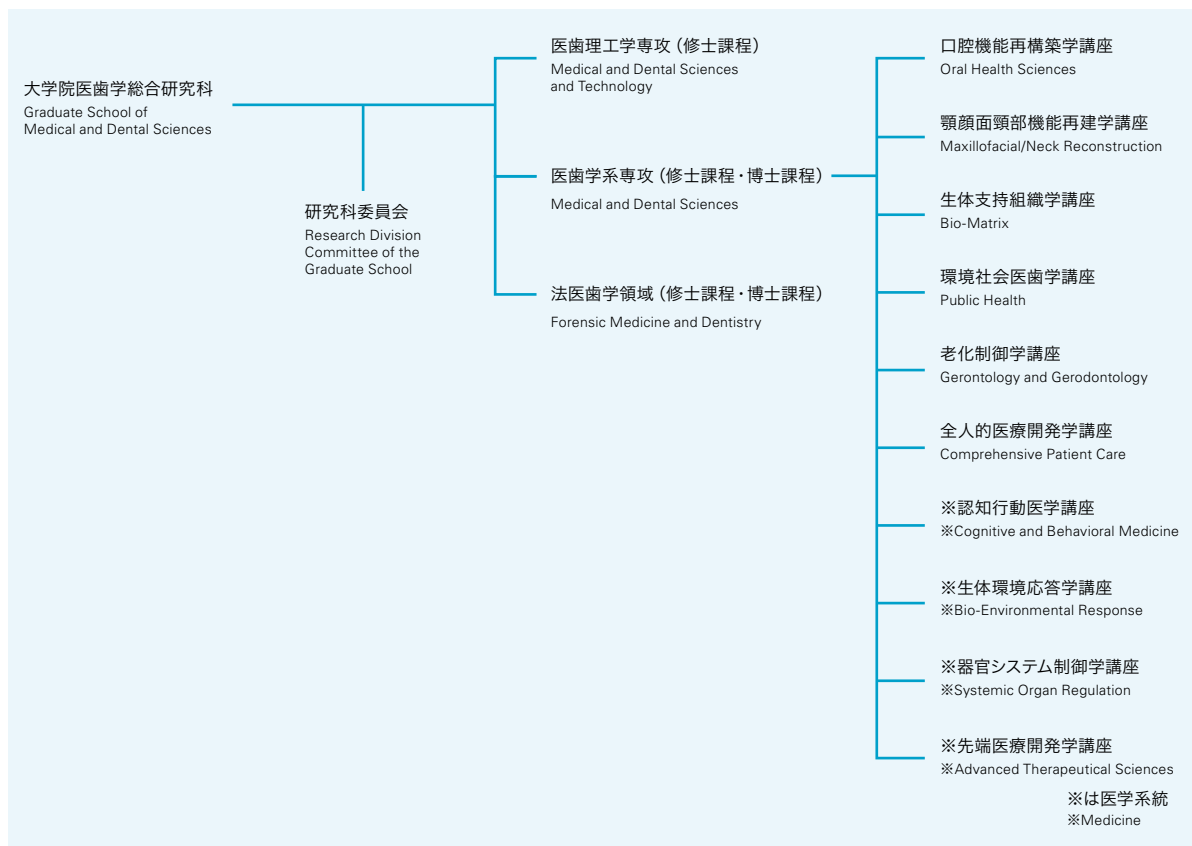 大学院医歯学総合研究科
Graduate School of
Medical and Dental Sciences
研究科委員会
Research Division
Committee of the
Graduate School
医歯理工学専攻（修士課程）
Medical and Dental Sciences
and Technology
医歯学系専攻（修士課程・博士課程）
Medical and Dental Sciences
法医歯学領域（修士課程・博士課程）
Forensic Medicine and Dentistry
口腔機能再構築学講座
Oral Health Sciences
顎顔面頸部機能再建学講座
Maxillofacial/Neck Reconstruction
生体支持組織学講座
Bio-Matrix
環境社会医歯学講座
Public Health
老化制御学講座
Gerontology and Gerodontology
全人的医療開発学講座
Comprehensive Patient Care
※認知行動医学講座
※Cognitive and Behavioral Medicine
※生体環境応答学講座
※Bio-Environmental Response
※器官システム制御学講座
※Systemic Organ Regulation
※先端医療開発学講座
※Advanced Therapeutical Sciences
※は医学系統
※Medicine